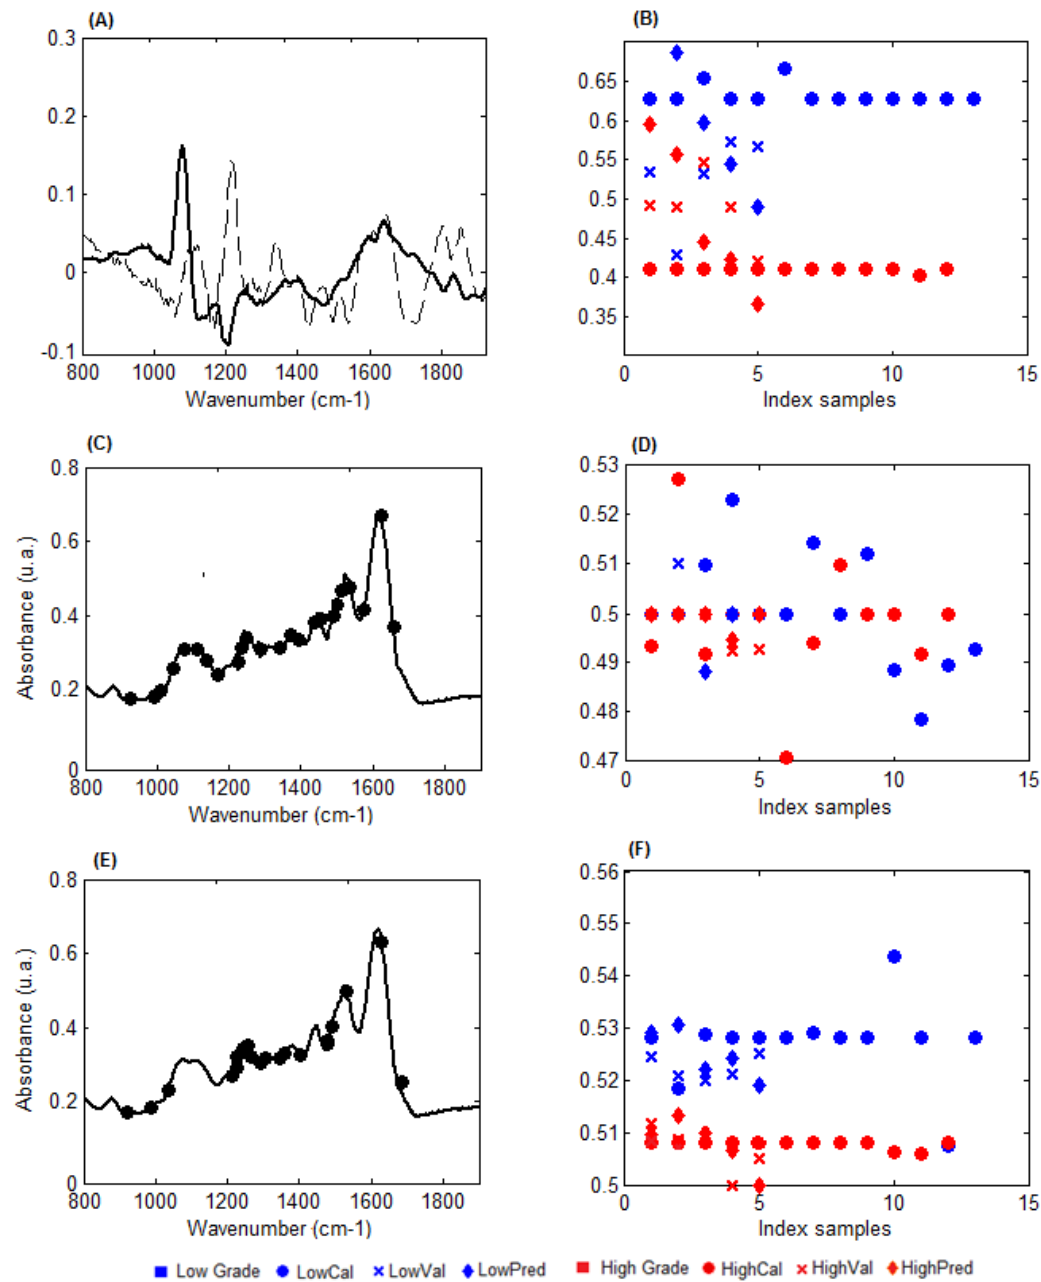 (A)
0.3
0.2
0.1
0
-0.1
800 1000 1200 1400 1600 1800
Wavenumber (cm-1)
(B)
0.65
0.6
0.55
0.5
0.45
0.4
0.35
0 5 10 15
Index samples
(C)
0.8
0.6
0.4
0.2
0
Absorbance (u.a.)
800 1000 1200 1400 1600 1800
Wavenumber (cm-1)
(D)
0.53
0.52
0.51
0.5
0.49
0.48
0.47
0 5 10 15
Index samples
(E)
0.8
0.6
0.4
0.2
0
Absorbance (u.a.)
800 1000 1200 1400 1600 1800
Wavenumber (cm-1)
(F)
0.56
0.55
0.54
0.53
0.52
0.51
0.5
0 5 10 15
Index samples
Low Grade LowCal LowVal LowPred High Grade HighCal HighVal HighPred